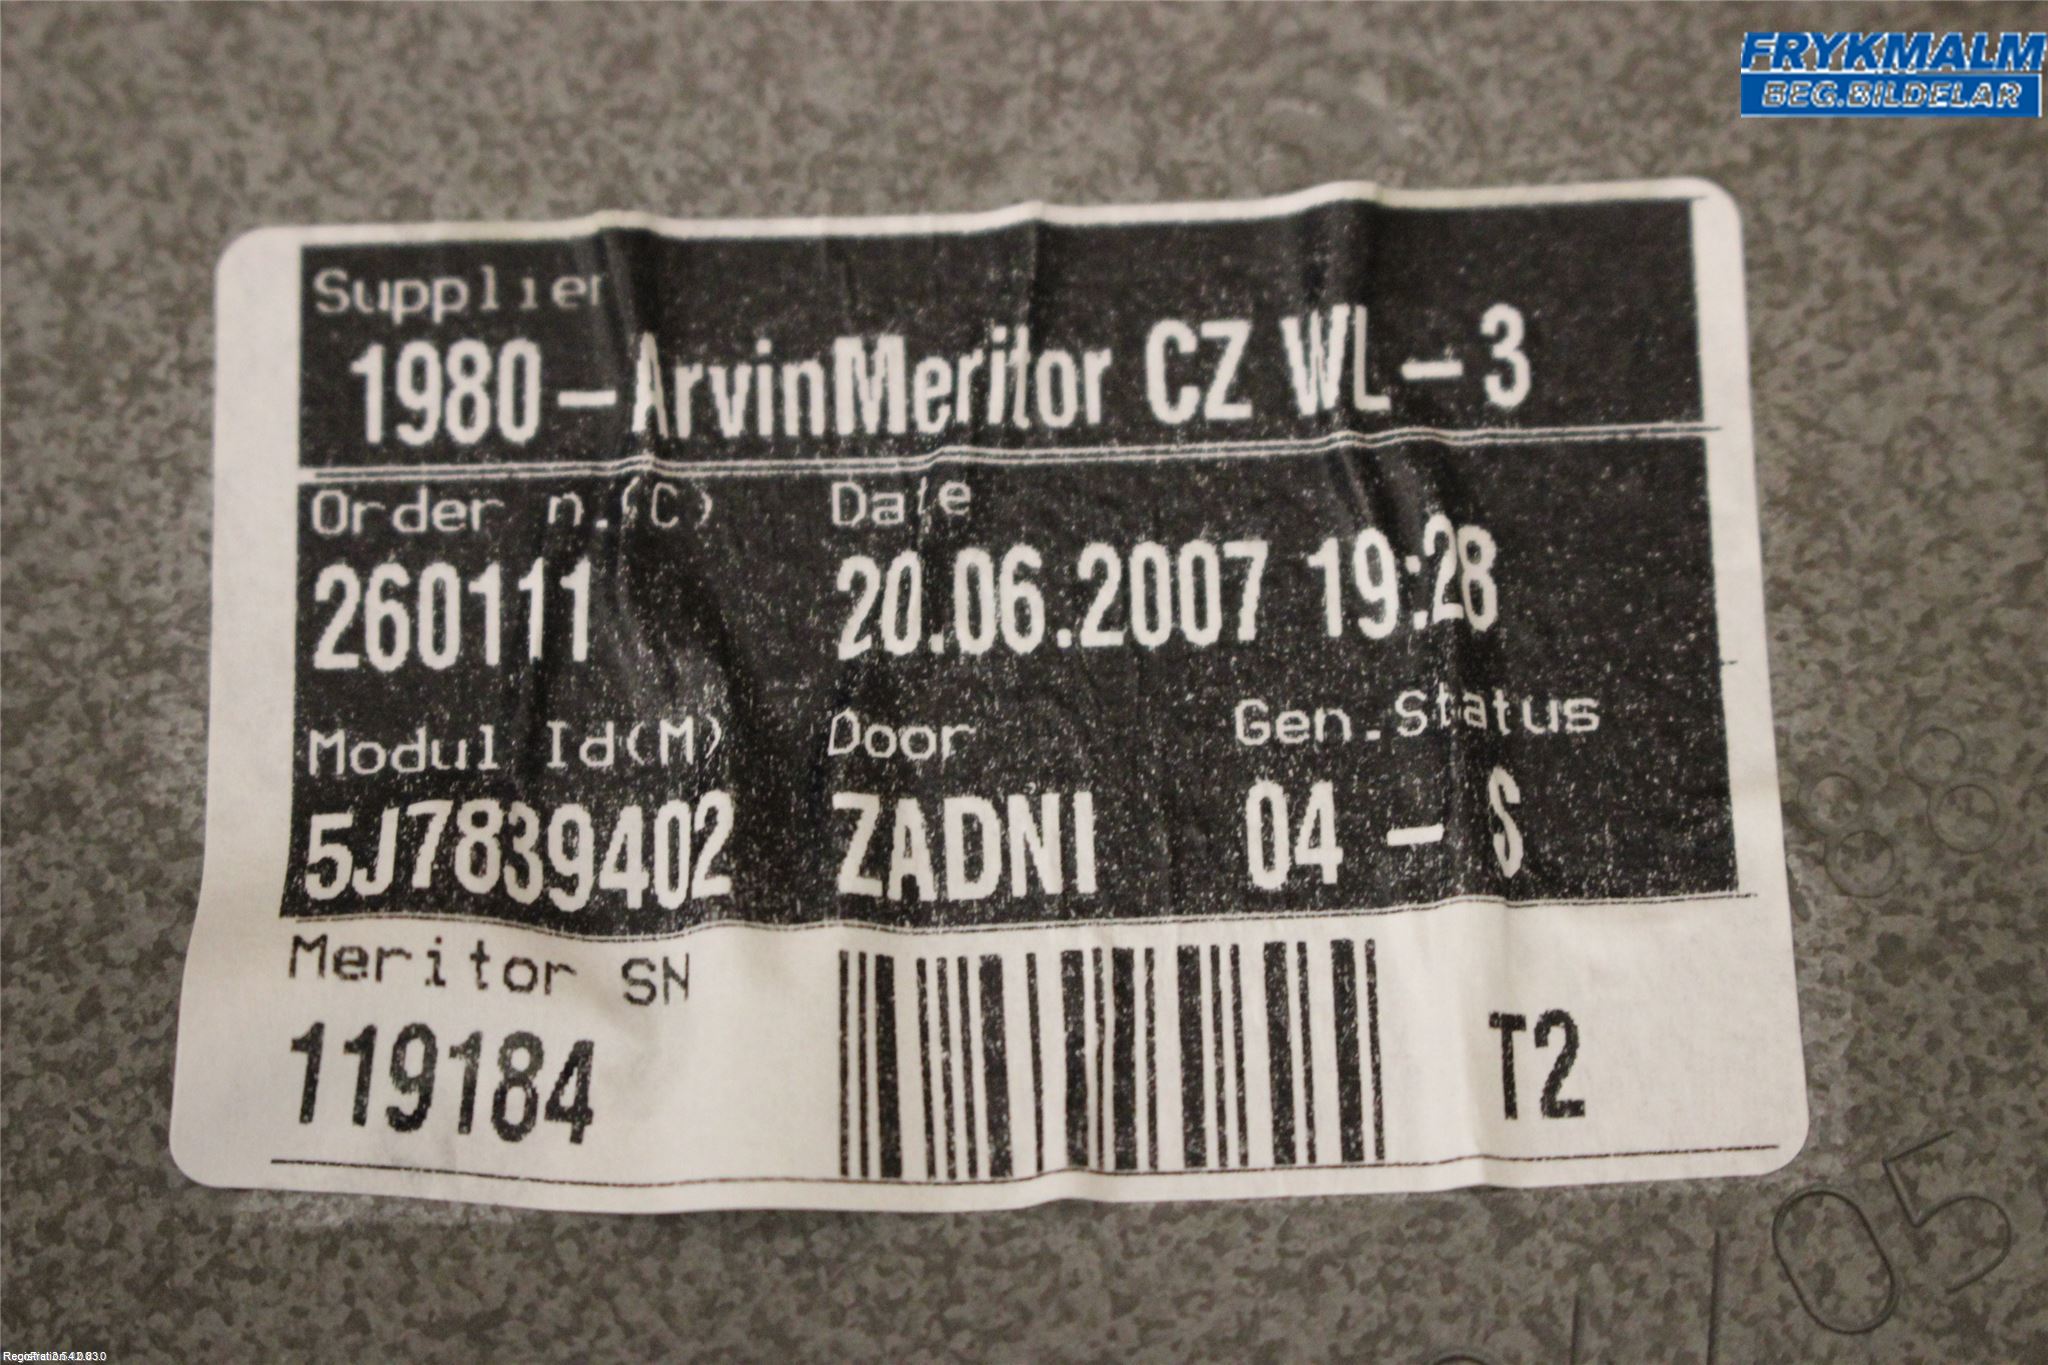 FRYKMALM
BEG.BILDELAR
Supplier
1980-ArvinMeritor CZ WL-3
Order n.(C) Date
260111 20.06.2007 19:28
Modul Id(M) Door Gen.Status
5J7839402 ZADNI 04 - S
Meritor SN
119184 T2
05